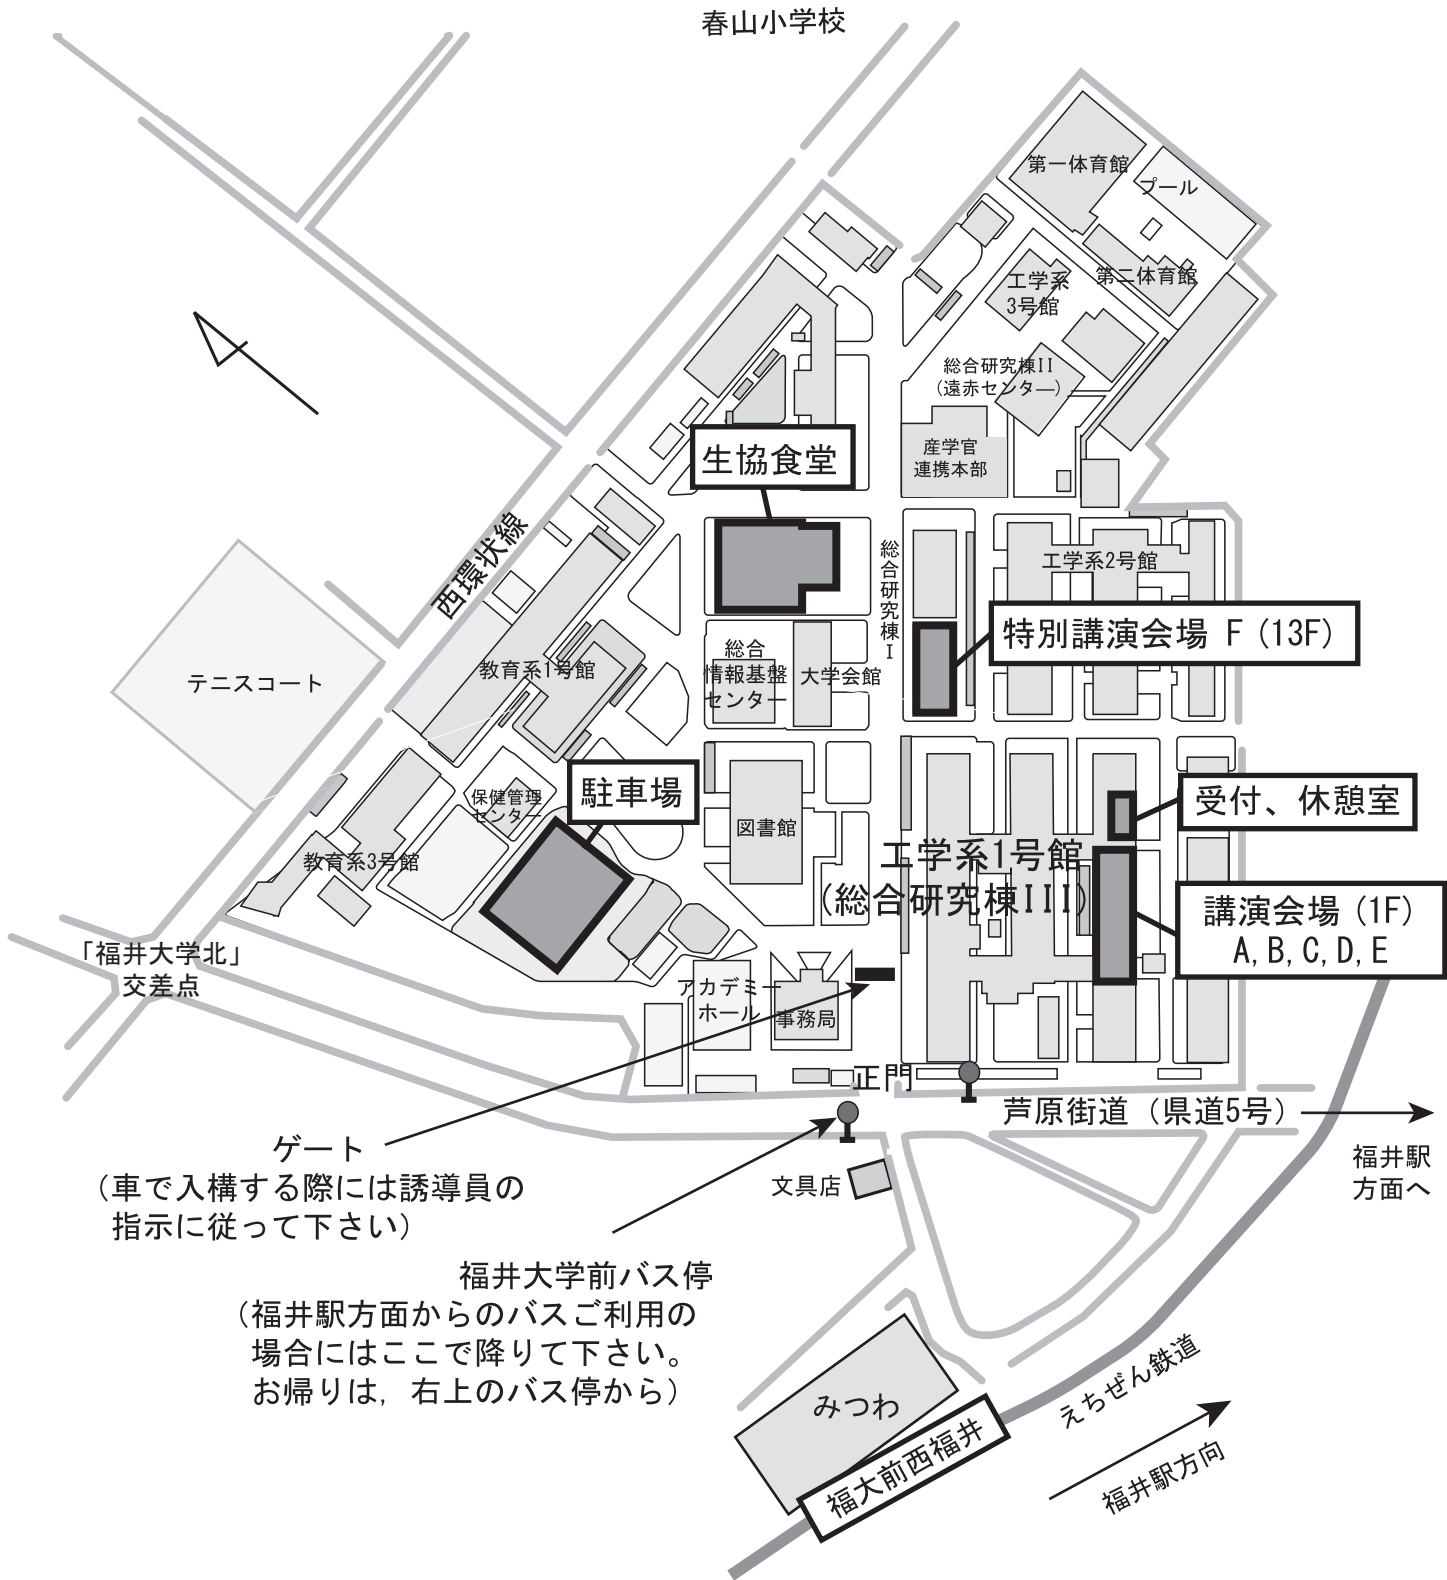 春山小学校
第一体育館
プール
工学系
3号館
第二体育館
総合研究棟II
(遠赤センター)
産学官
連携本部
生協食堂
西環状線
総合研究棟I
工学系2号館
特別講演会場 F (13F)
テニスコート
教育系1号館
総合
情報基盤
センター
大学会館
保健管理
センター
駐車場
図書館
受付、休憩室
教育系3号館
工学系1号館
(総合研究棟III)
講演会場 (1F)
A, B, C, D, E
「福井大学北」
交差点
アカデミー
ホール
事務局
正門
芦原街道 (県道5号)
福井駅
方面へ
ゲート
(車で入構する際には誘導員の
指示に従って下さい)
文具店
福井大学前バス停
(福井駅方面からのバスご利用の
場合にはここで降りて下さい。
お帰りは, 右上のバス停から)
みつわ
福大前西福井
えちぜん鉄道
福井駅方向